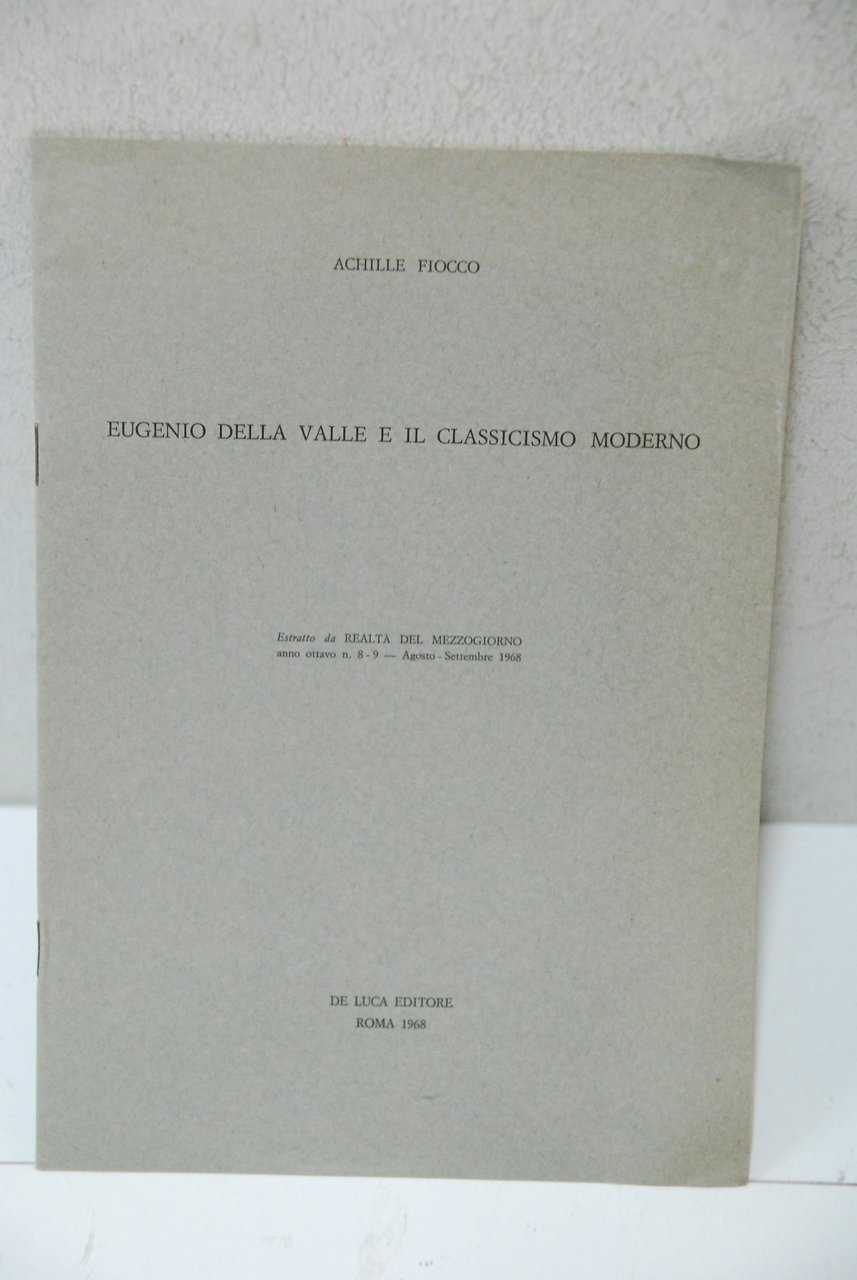 ACHILLE FIOCCO
EUGENIO DELLA VALLE E IL CLASSICISMO MODERNO
Estratto da REALTÀ DEL MEZZOGIORNO
anno ottavo n. 8 - 9 — Agosto - Settembre 1968
DE LUCA EDITORE
ROMA 1968